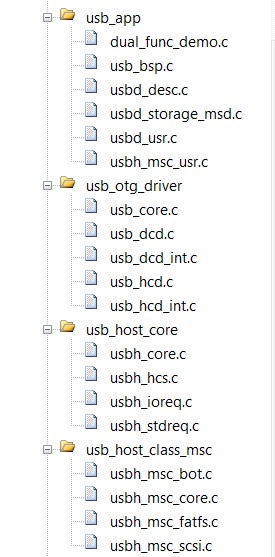 usb_app
dual_func_demo.c
usb_bsp.c
usbd_desc.c
usbd_storage_msd.c
usbd_usr.c
usbh_msc_usr.c
usb_otg_driver
usb_core.c
usb_dcd.c
usb_dcd_int.c
usb_hcd.c
usb_hcd_int.c
usb_host_core
usbh_core.c
usbh_hcs.c
usbh_ioreq.c
usbh_stdreq.c
usb_host_class_msc
usbh_msc_bot.c
usbh_msc_core.c
usbh_msc_fatfs.c
usbh_msc_scsi.c